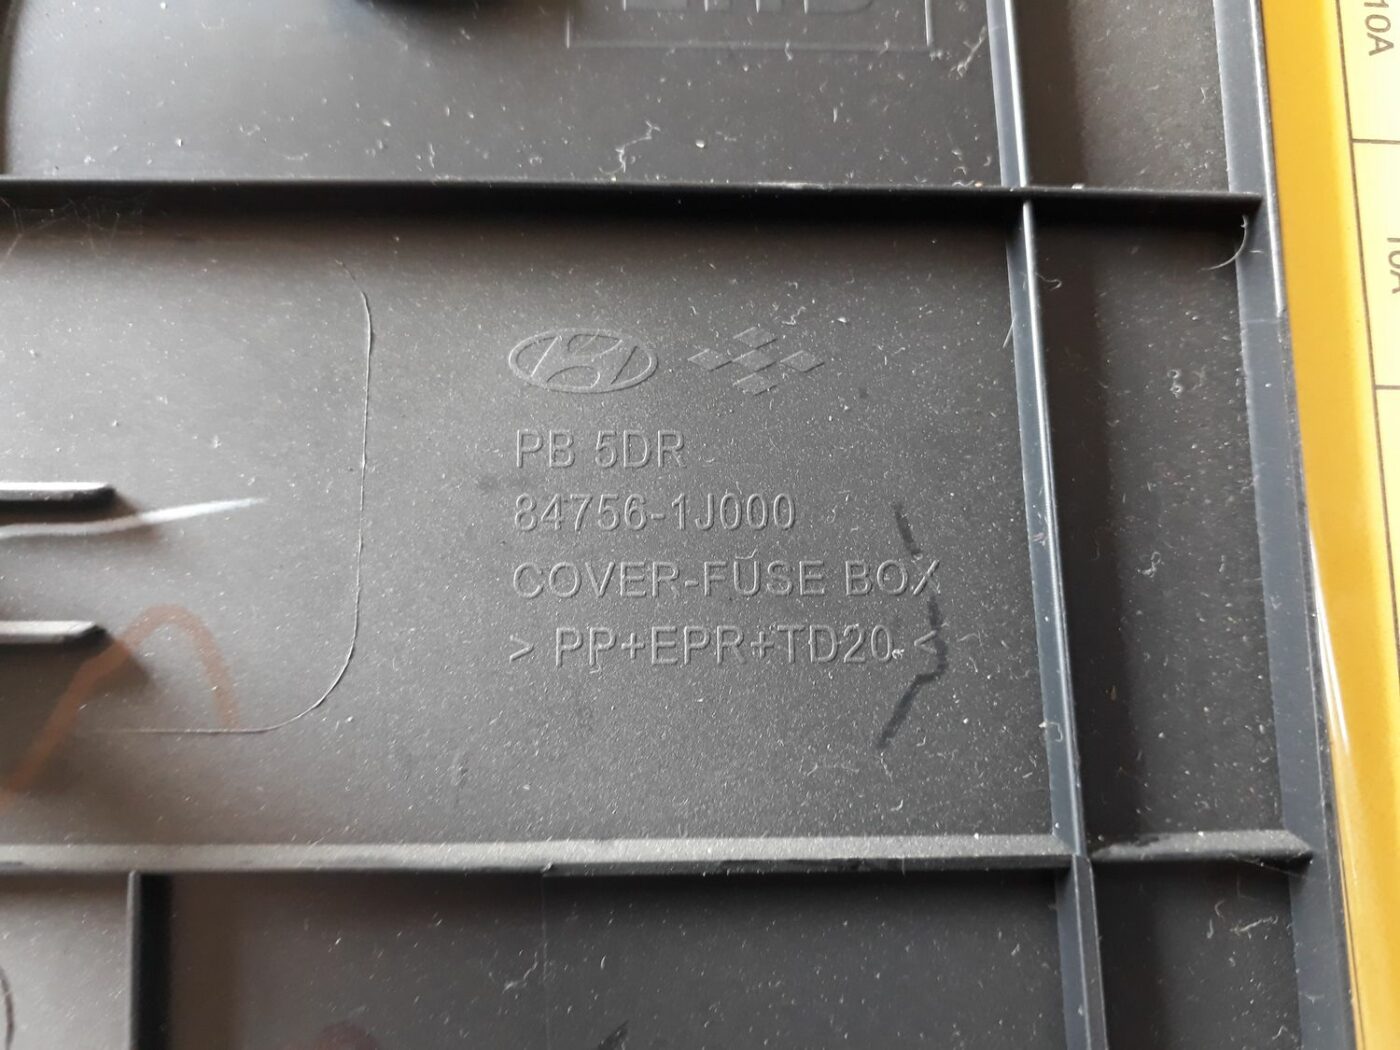 PB 5DR
84756-1J000
COVER-FUSE BOX
> PP+EPR+TD20 <
10A
10A